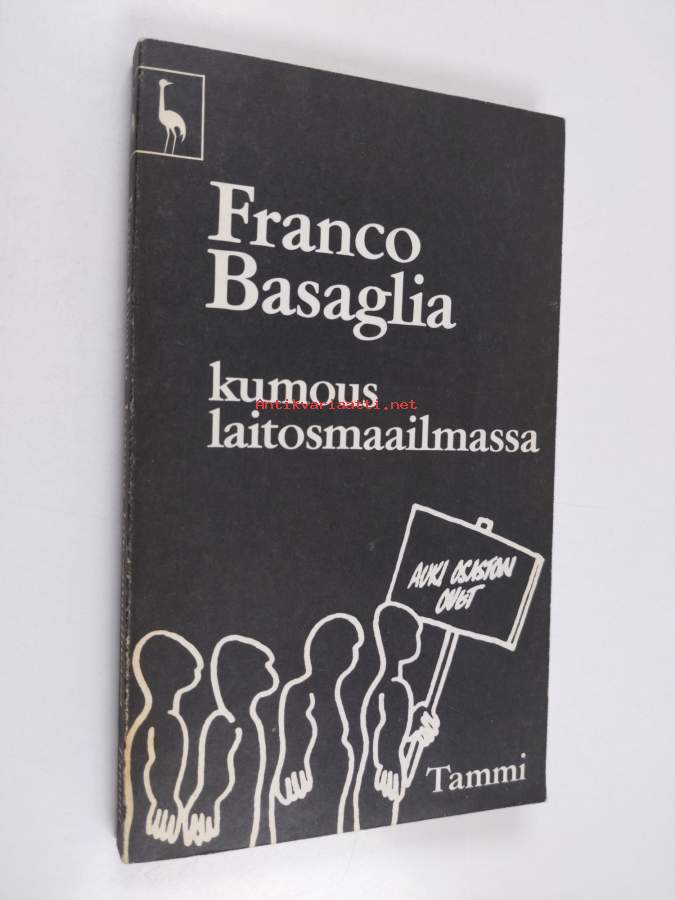 Franco
Basaglia
kumous
Antikvariaatti.net
laitosmaailmassa
AUKI OSASTON
OVET
Tammi